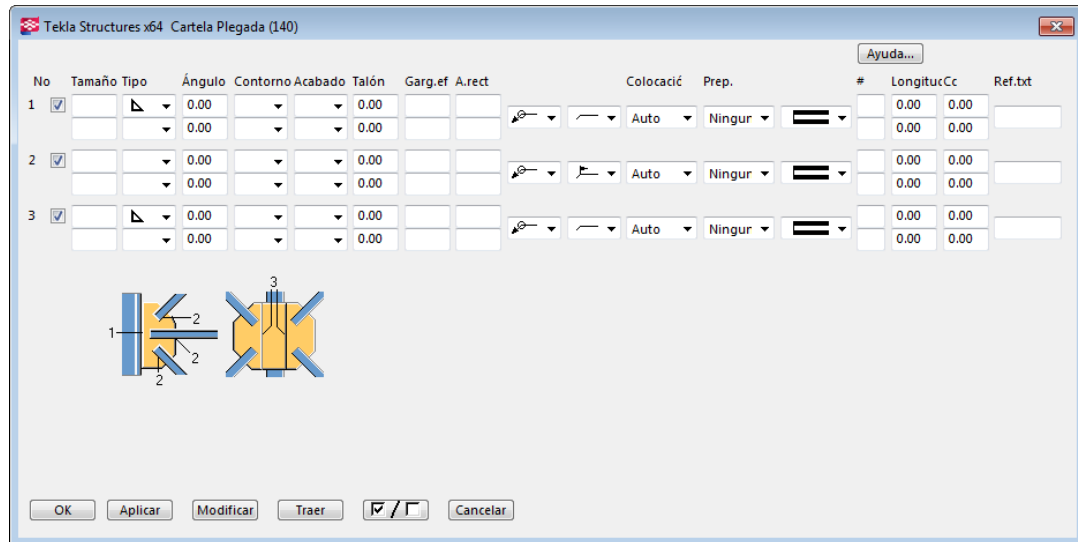 Tekla Structures x64 Cartela Plegada (140)
Ayuda...
No Tamaño Tipo Ángulo Contorno Acabado Talón Garg.ef A.rect Colocació Prep. # Longituc Cc Ref.txt
1 0.00 0.00 Auto Ningur 0.00 0.00
0.00 0.00 0.00 0.00
2 0.00 0.00 Auto Ningur 0.00 0.00
0.00 0.00 0.00 0.00
3 0.00 0.00 Auto Ningur 0.00 0.00
0.00 0.00 0.00 0.00
3
2
1
2
2
OK Aplicar Modificar Traer / Cancelar